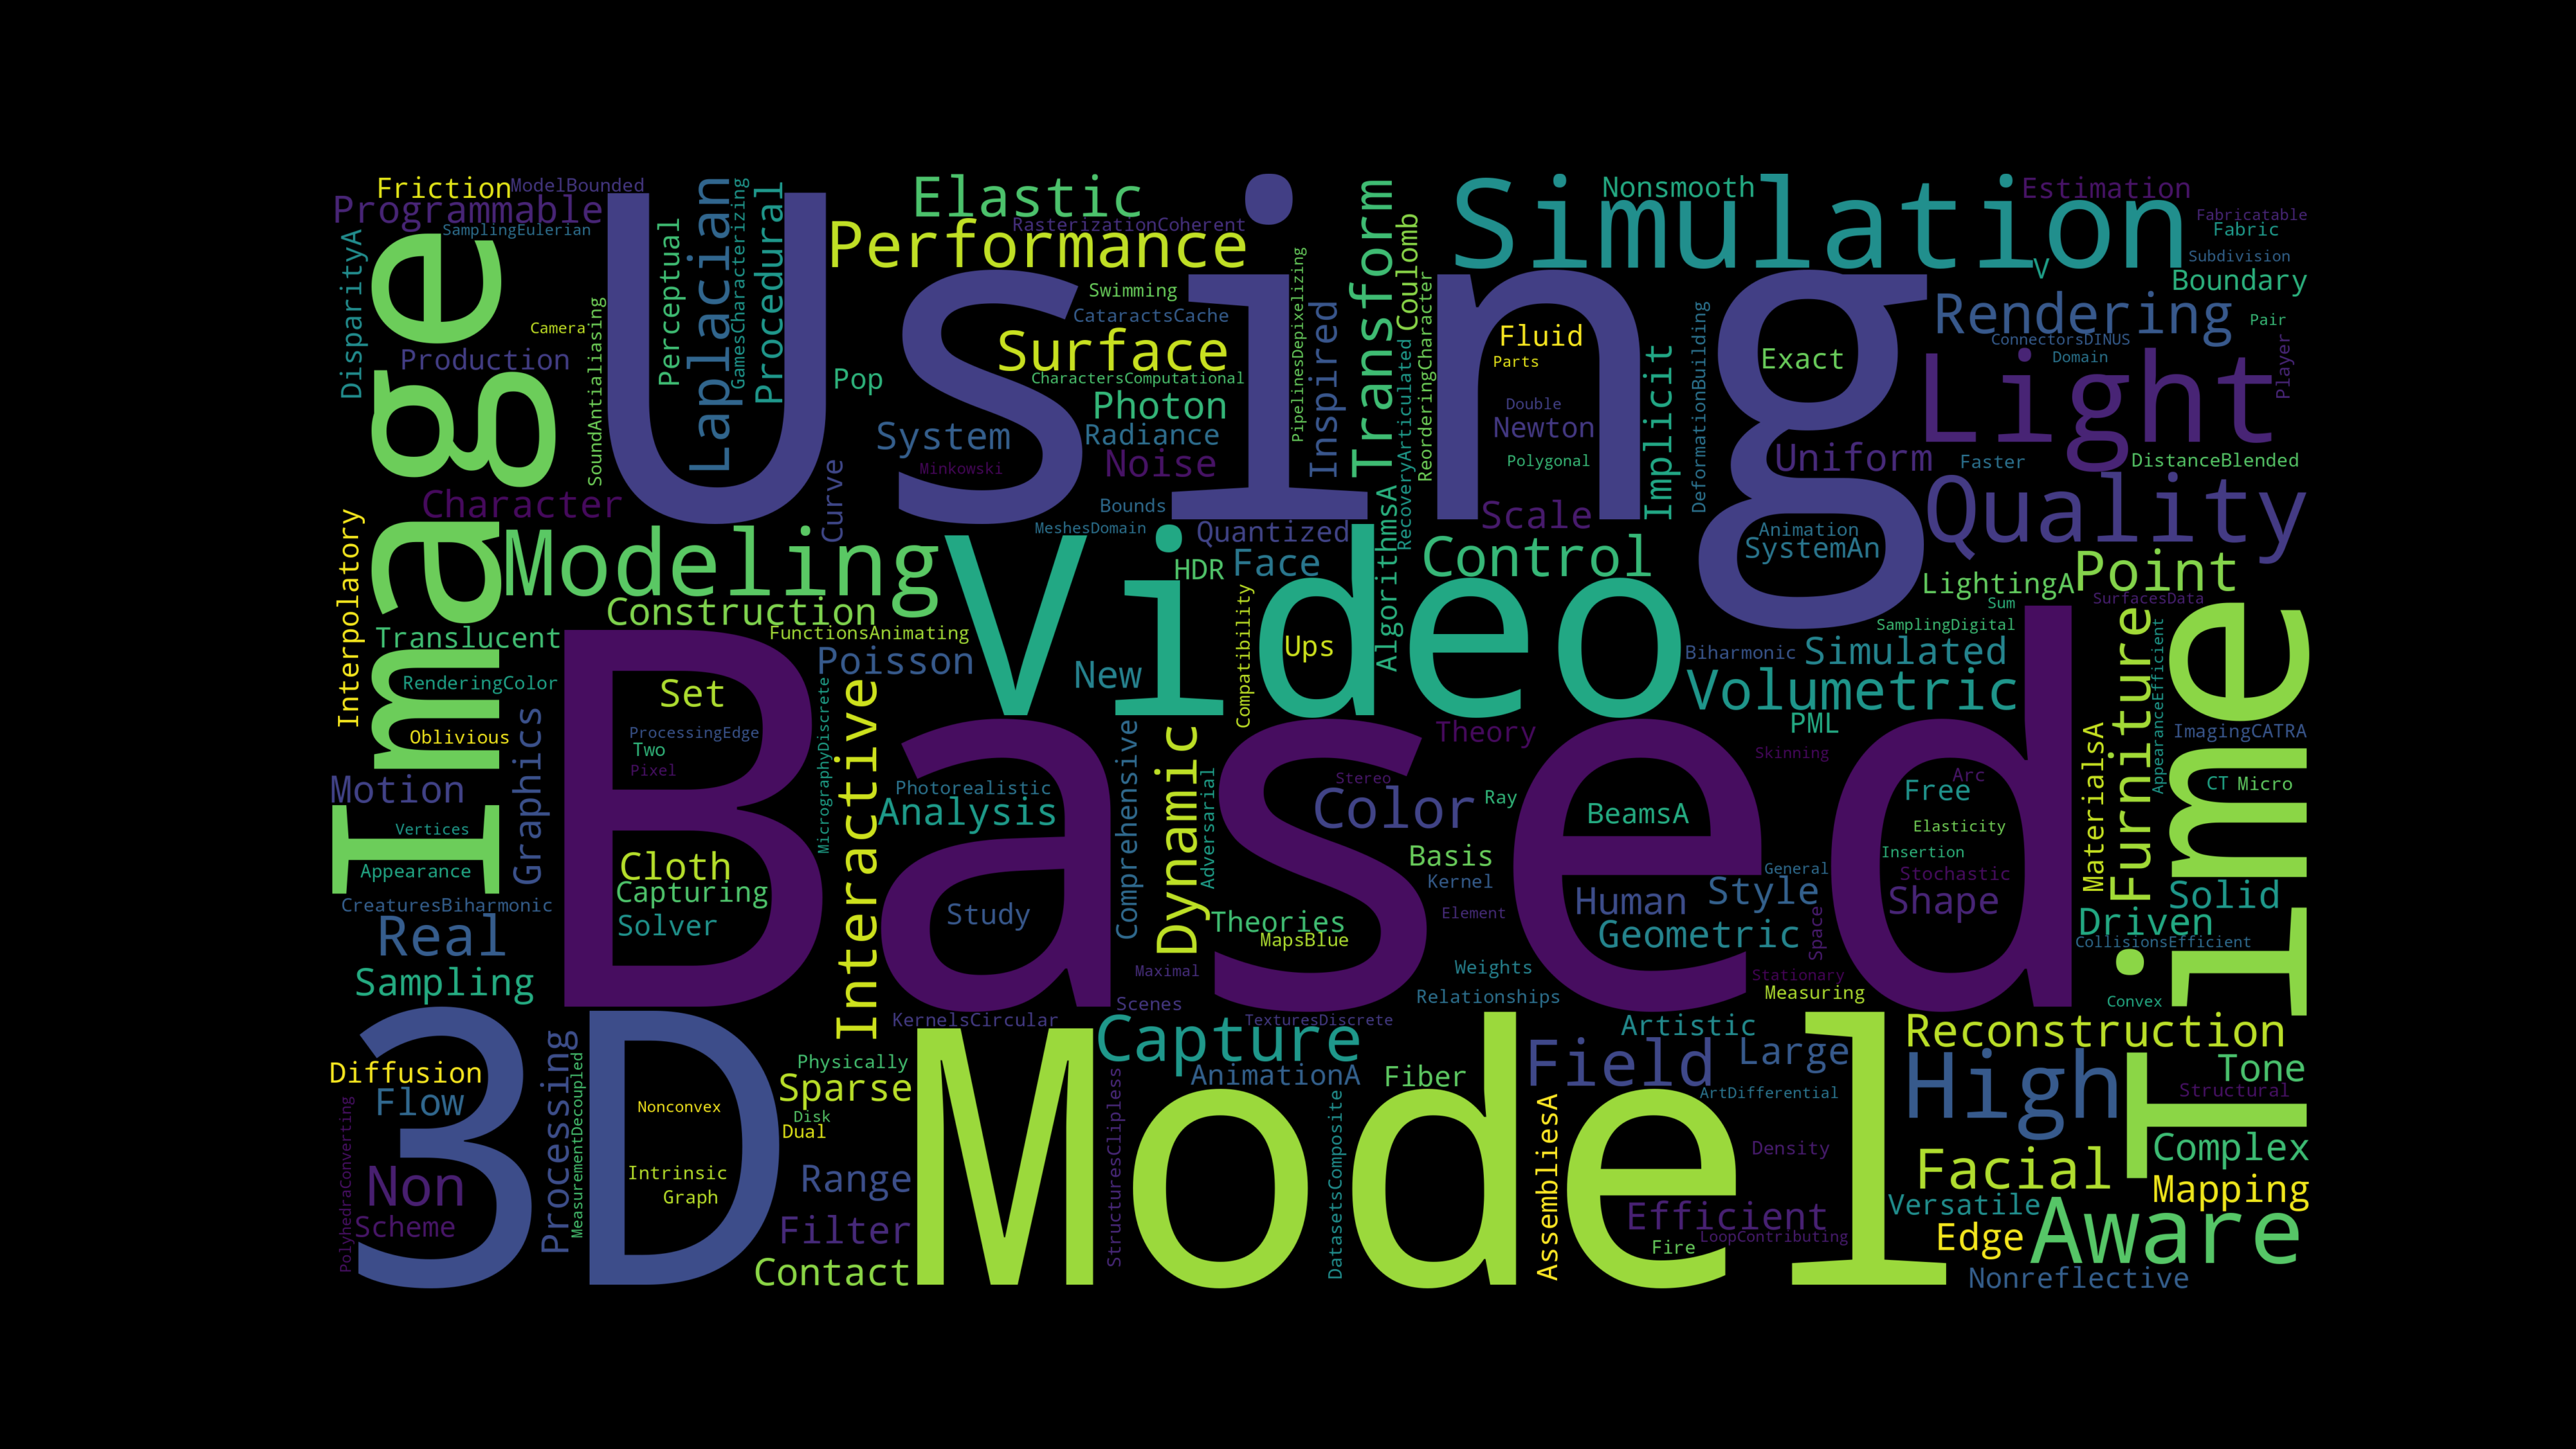 Friction
ModelBounded
Programmable
SamplingEulerian
DisparityA
Image
Camera
Production
SoundAntialiasing
Perceptual
Laplacian
GamesCharacterizing
Procedural
Using
Elastic
RasterizationCoherent
Performance
Swimming
CataractsCache
Surface
CharactersComputational
Pop
Photon
System
Radiance
Minkowski
Noise
PipelinesDepixelizing
Inspired
Transform
Coulomb
RecoveryArticulated
ReorderingCharacter
Simulation
Nonsmooth
Estimation
Fabricatable
Fabric
Subdivision
V
Boundary
Rendering
Pair
ConnectorsDINUS
Domain
Player
Light
Fluid
Parts
Double
Newton
Polygonal
Implicit
DeformationBuilding
Exact
Uniform
Faster
DistanceBlended
Quality
Character
Curve
Bounds
MeshesDomain
Quantized
Scale
Animation
SystemAn
Interpolatory
Modeling
Video
HDR
Face
AlgorithmsA
Control
LightingA
Point
SurfacesData
Sum
SamplingDigital
Construction
FunctionsAnimating
Translucent
Poisson
New
Compatibility
Ups
Biharmonic
Simulated
Volumetric
PML
Furniture
AppearanceEfficient
Time
RenderingColor
Set
ProcessingEdge
Two
Pixel
Oblivious
Based
MicrographyDiscrete
Interactive
Comprehensive
Dynamic
Adversarial
Theory
Skinning
Stereo
MaterialsA
ImagingCATRA
CT
Micro
Motion
Graphics
Photorealistic
Analysis
Color
Ray
BeamsA
Arc
Free
Elasticity
Vertices
Appearance
Cloth
Capturing
Solver
Study
Basis
Kernel
Element
Theories
MapsBlue
General
Human
Style
Geometric
Insertion
Stochastic
Shape
Space
Solid
Driven
CollisionsEfficient
CreaturesBiharmonic
Real
Sampling
Maximal
Scenes
Weights
Relationships
Stationary
Measuring
Convex
3D
KernelsCircular
TexturesDiscrete
Model
Capture
AnimationA
Fiber
Artistic
Field
Large
ArtDifferential
Reconstruction
High
Tone
Structural
Diffusion
Flow
Processing
MeasurementDecoupled
Physically
Sparse
Disk
Dual
Nonconvex
Intrinsic
Graph
Range
Filter
Contact
StructuresClipless
DatasetsComposite
AssembliesA
Density
Efficient
LoopContributing
Fire
PolyhedraConverting
Non
Scheme
Facial
Complex
Mapping
Versatile
Edge
Aware
Nonreflective